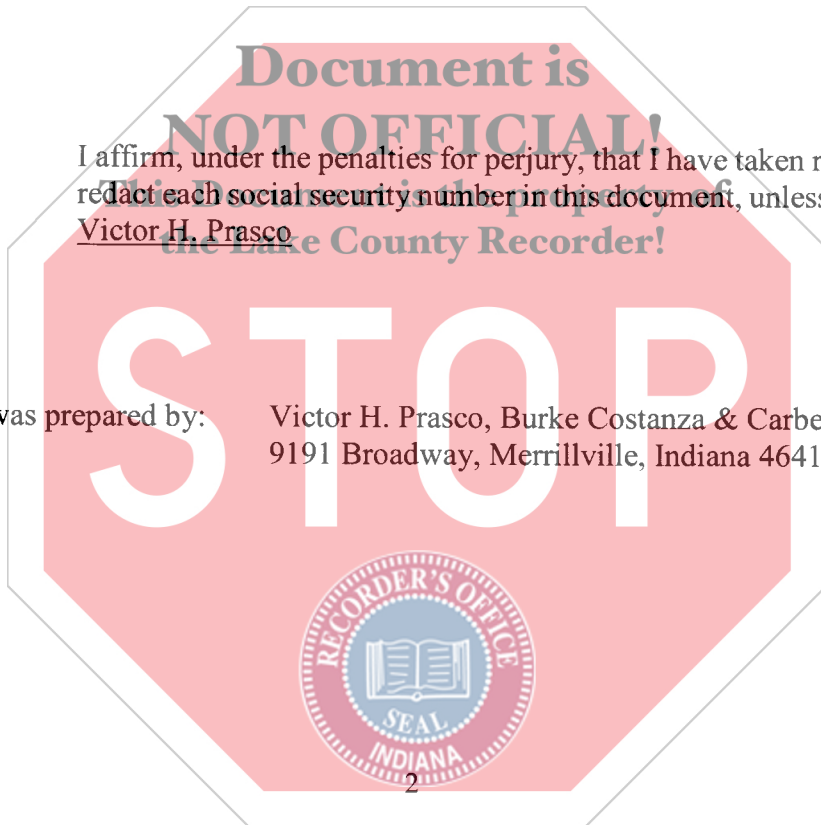 Document is
NOT OFFICIAL!
I affirm, under the penalties for perjury, that I have taken
redact each social security number in this document, unless
This Document is the property of
Victor H. Prasco
the Lake County Recorder!
STOP
was prepared by: Victor H. Prasco, Burke Costanza & Carbe
9191 Broadway, Merrillville, Indiana 4641
RECORDER'S OFFICE
SEAL
INDIANA
2